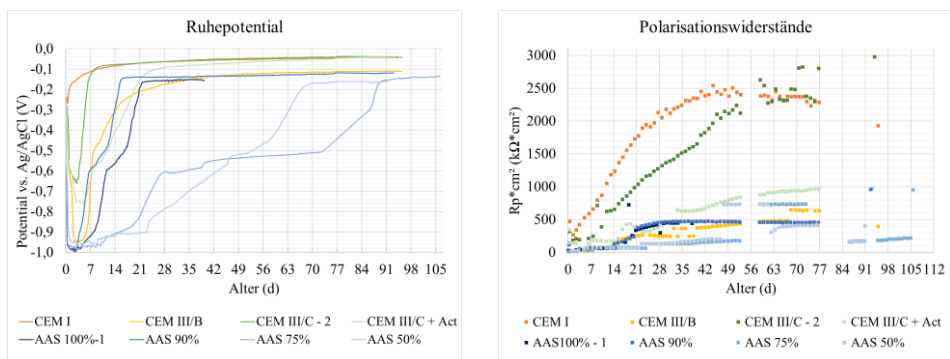 Ruhepotential
0,0
-0,1
-0,2
-0,3
-0,4
-0,5
-0,6
-0,7
-0,8
-0,9
-1,0
Potential vs. Ag/AgCl (V)
0 7 14 21 28 35 42 49 56 63 70 77 84 91 98 105
Alter (d)
CEM I CEM III/B CEM III/C - 2 CEM III/C + Act
AAS 100%-1 AAS 90% AAS 75% AAS 50%
Polarisationswiderstände
3000
2500
2000
1500
1000
500
0
Rp*cm² (kΩ*cm²)
0 7 14 21 28 35 42 49 56 63 70 77 84 91 98 105 112
Alter (d)
CEM I CEM III/B CEM III/C - 2 CEM III/C + Act
AAS100% - 1 AAS 90% AAS 75% AAS 50%